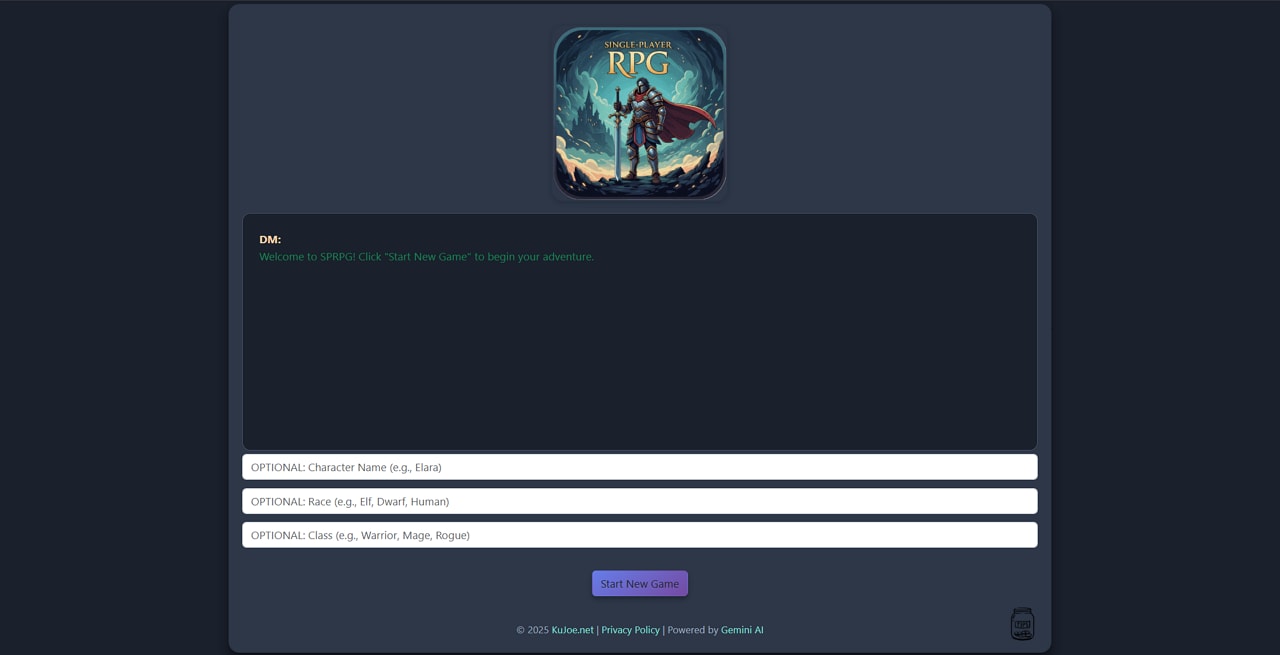 SINGLE-PLAYER
RPG
DM:
Welcome to SPRPG! Click "Start New Game" to begin your adventure.
OPTIONAL: Character Name (e.g., Elara)
OPTIONAL: Race (e.g., Elf, Dwarf, Human)
OPTIONAL: Class (e.g., Warrior, Mage, Rogue)
Start New Game
© 2025 KuJoe.net | Privacy Policy | Powered by Gemini AI
TIPS